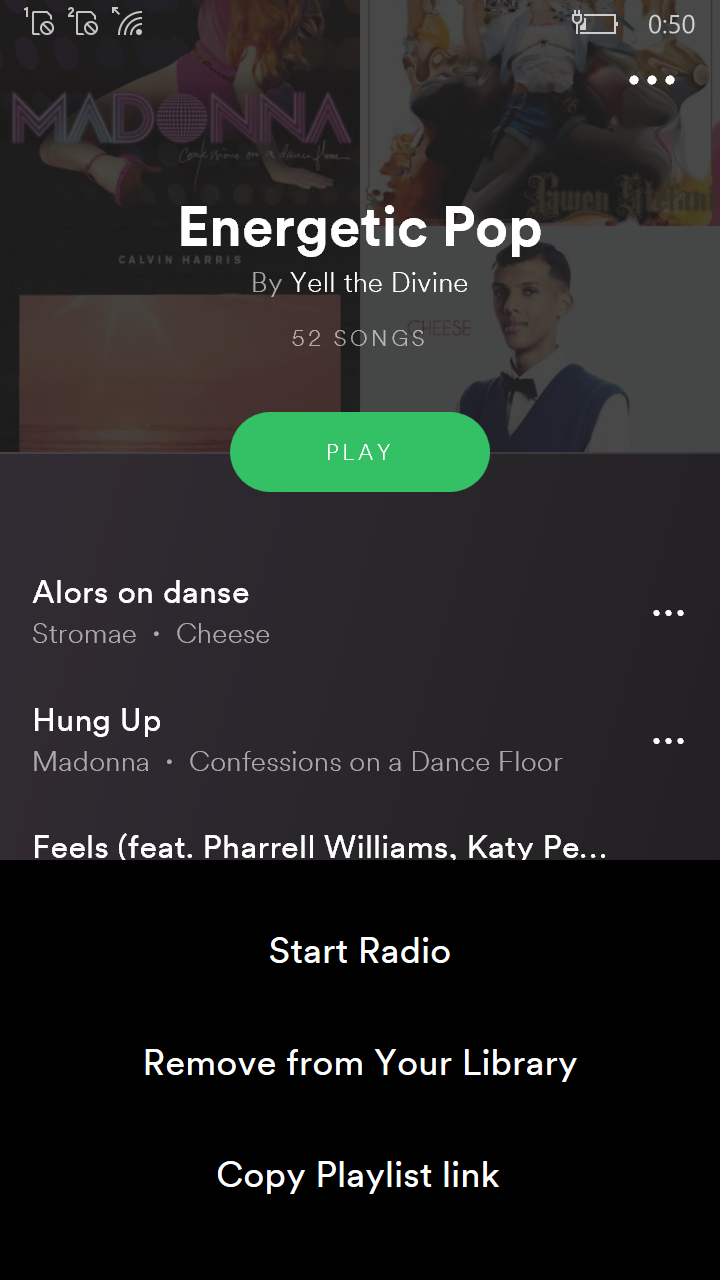 1 2 0:50
MADONNA
Confessions on a dance floor
Gwen Stefani
Energetic Pop
CALVIN HARRIS
By Yell the Divine
CHEESE
52 SONGS
PLAY
Alors on danse
Stromae • Cheese
Hung Up
Madonna • Confessions on a Dance Floor
Feels (feat. Pharrell Williams, Katy Pe...
Start Radio
Remove from Your Library
Copy Playlist link